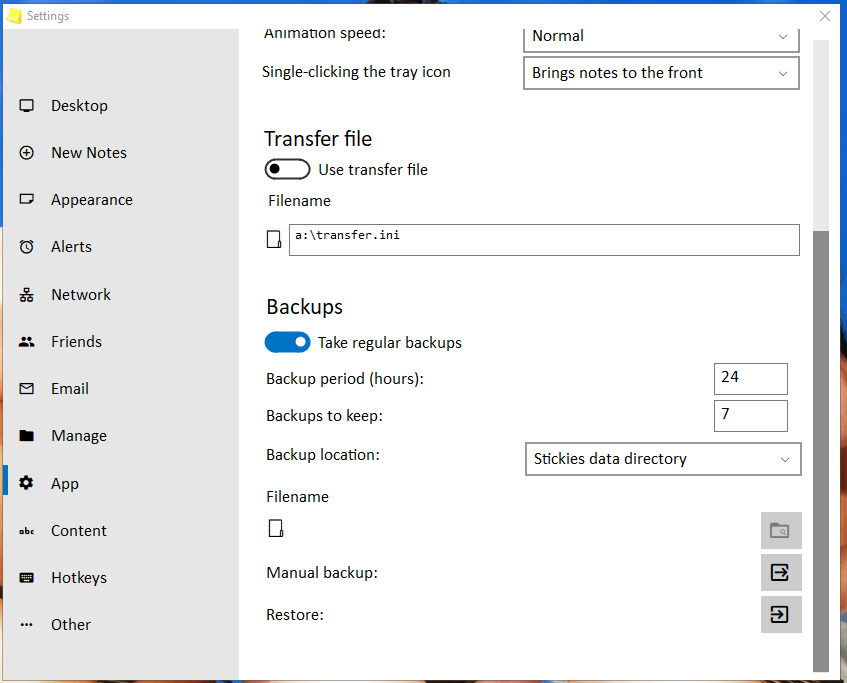 Settings
Animation speed:
Normal
Single-clicking the tray icon
Brings notes to the front
Desktop
New Notes
Appearance
Alerts
Network
Friends
Email
Manage
App
abc Content
Hotkeys
Other
Transfer file
Use transfer file
Filename
a:\transfer.ini
Backups
Take regular backups
Backup period (hours):
24
Backups to keep:
7
Backup location:
Stickies data directory
Filename
Manual backup:
Restore: